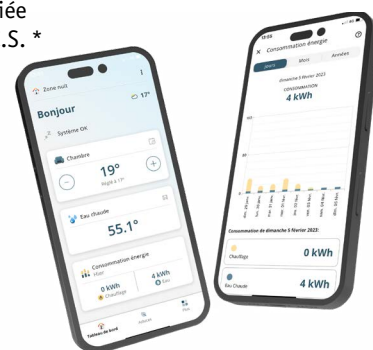 iée
.S. *
Zone nuit
Bonjour
17°
Système OK
Chambre
19°
Réglé à 17°
Eau chaude
55.1°
Consommation énergie
Hier
0 kWh
Chauffage
4 kWh
Eau
Tableau de bord
Plus
Consommation énergie
Jours
Mois
Années
dimanche 5 février 2023
CONSOMMATION
4 kWh
0
Consommation de dimanche 5 février 2023:
Chauffage
0 kWh
Eau Chaude
4 kWh